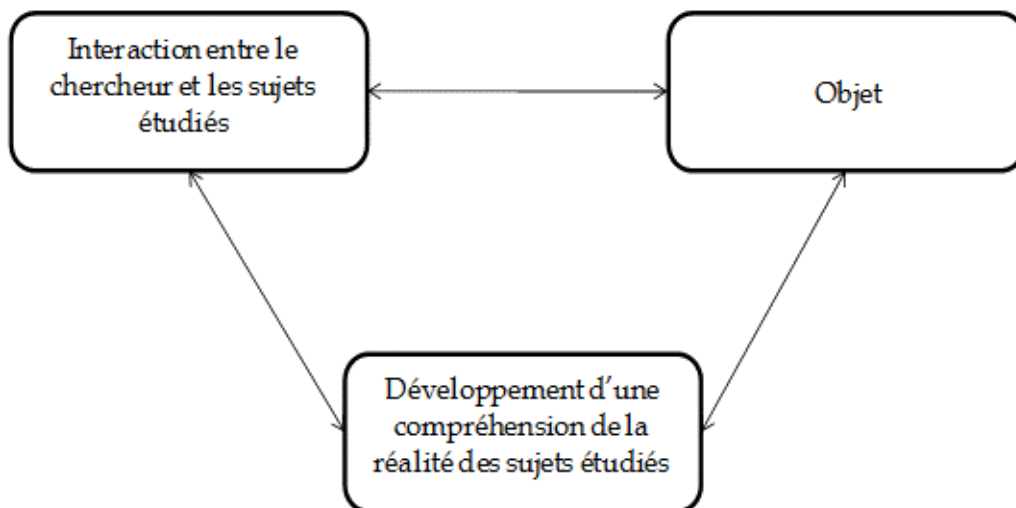 Interaction entre le
chercheur et les sujets
étudiés
Objet
Développement d'une
compréhension de la
réalité des sujets étudiés